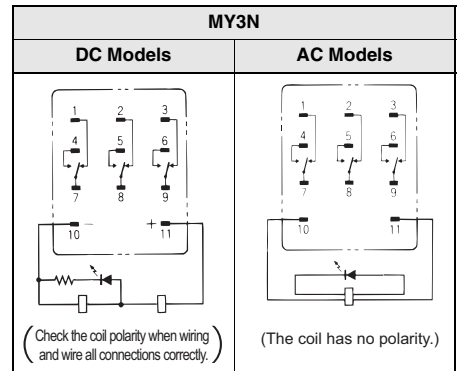 MY3N
DC Models
AC Models
1 2 3
4 5 6
7 8 9
10 − + 11
(Check the coil polarity when wiring
and wire all connections correctly.)
1 2 3
4 5 6
7 8 9
10 11
(The coil has no polarity.)